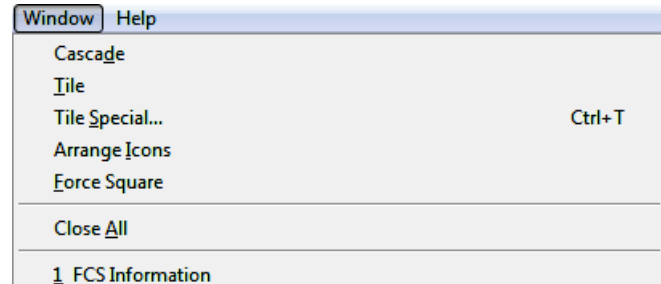 Window Help
Cascade
Tile
Tile Special... Ctrl+T
Arrange Icons
Force Square
Close All
1 FCS Information